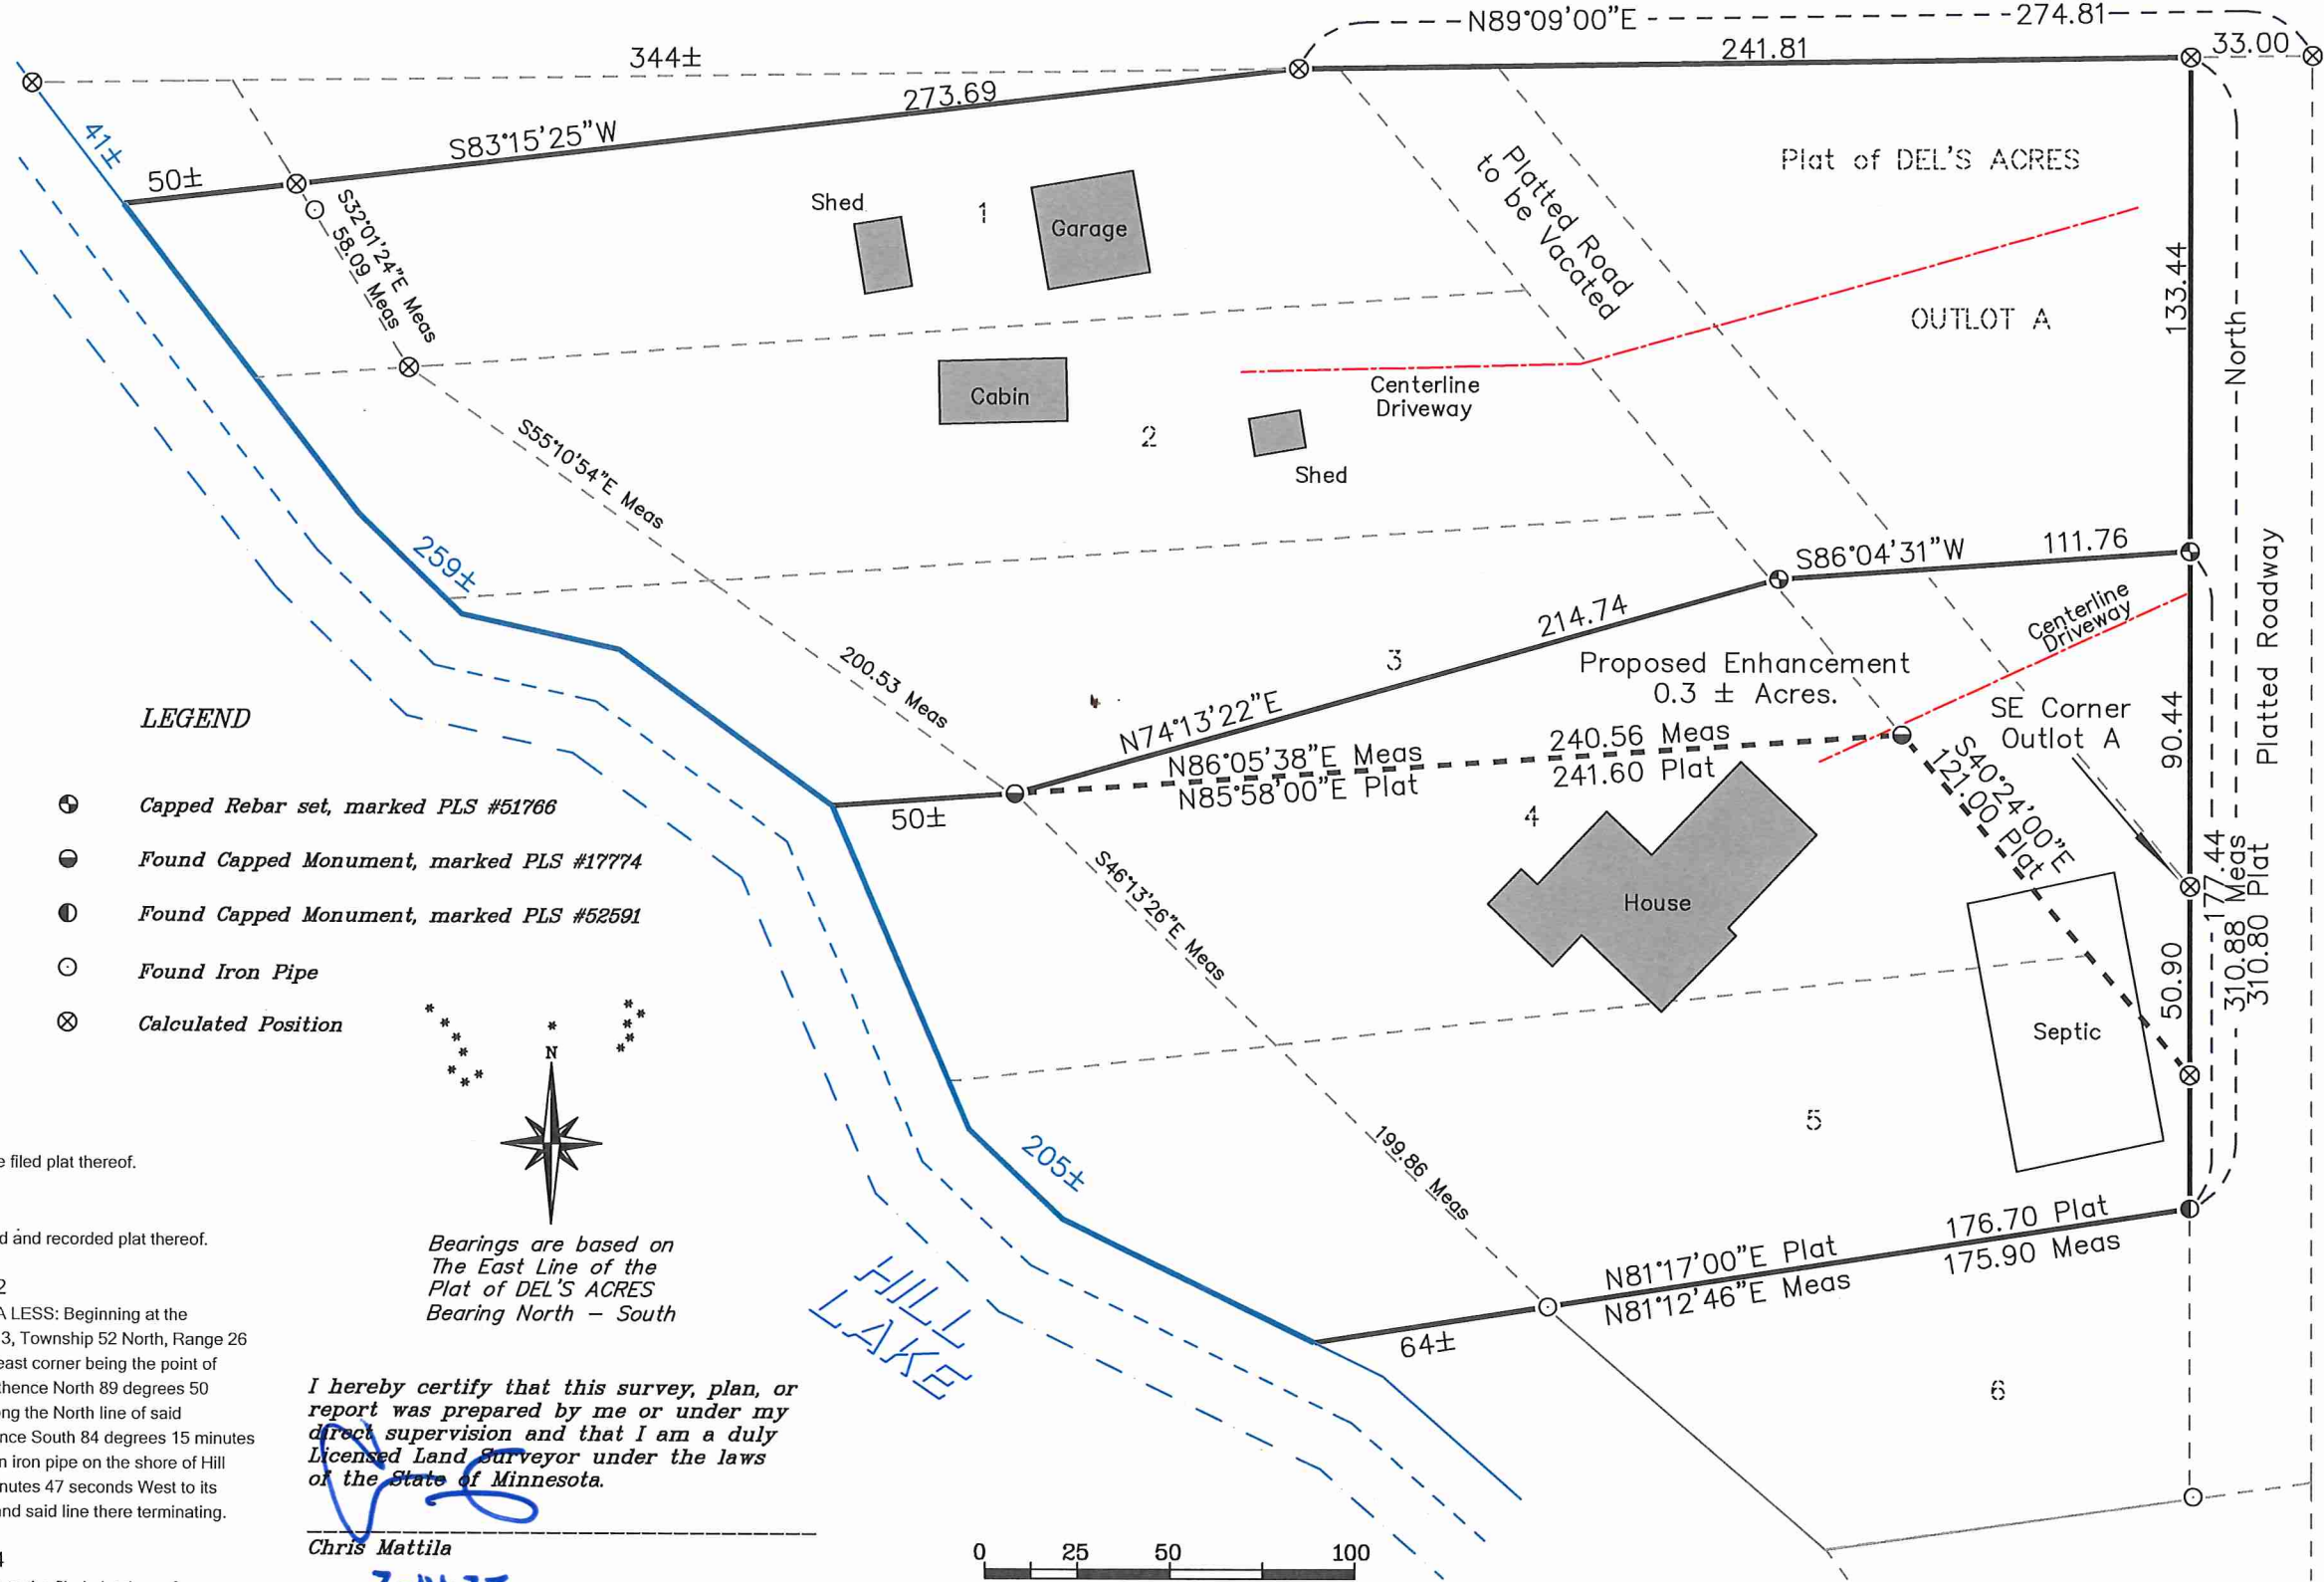 N89°09'00"E
274.81
344±
241.81
33.00
273.69
S83°15'25"W
41±
50±
S32°01'24"E Meas
58.09 Meas
Shed
1
Garage
Platted Road
to be Vacated
Plat of DEL'S ACRES
OUTLOT A
133.44
North
Cabin
Centerline
Driveway
2
Shed
S55°10'54"E Meas
200.53 Meas
259±
S86°04'31"W
111.76
Centerline
Driveway
Platted Roadway
214.74
3
N74°13'22"E
Proposed Enhancement
0.3 ± Acres.
SE Corner
Outlot A
90.44
240.56 Meas
N86°05'38"E Meas
241.60 Plat
N85°58'00"E Plat
50±
4
S40°24'00"E
121.00 Plat
House
177.44
310.88 Meas
310.80 Plat
50.90
Septic
S46°13'26"E Meas
199.86 Meas
5
205±
176.70 Plat
N81°17'00"E Plat
175.90 Meas
N81°12'46"E Meas
64±
6
HILL
LAKE
LEGEND
Capped Rebar set, marked PLS #51766
Found Capped Monument, marked PLS #17774
Found Capped Monument, marked PLS #52591
Found Iron Pipe
Calculated Position
N
Bearings are based on
The East Line of the
Plat of DEL'S ACRES
Bearing North – South
e filed plat thereof.
d and recorded plat thereof.
2
A LESS: Beginning at the
3, Township 52 North, Range 26
east corner being the point of
thence North 89 degrees 50
ng the North line of said
nce South 84 degrees 15 minutes
n iron pipe on the shore of Hill
nutes 47 seconds West to its
nd said line there terminating.
4
I hereby certify that this survey, plan, or
report was prepared by me or under my
direct supervision and that I am a duly
Licensed Land Surveyor under the laws
of the State of Minnesota.
Chris Mattila
0 25 50 100